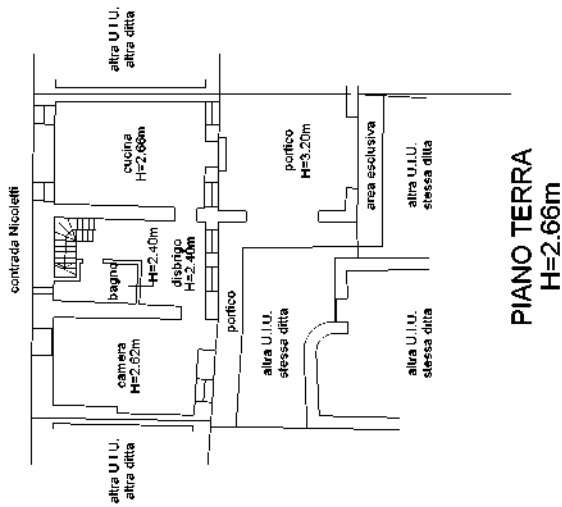 contrada Nicoletti
altra U.I.U.
altra ditta
cucina
H=2.66m
portico
H=3.20m
area esclusiva
altra U.I.U.
stessa ditta
bagno
H=2.40m
disbrigo
H=2.40m
portico
camera
H=2.62m
altra U.I.U.
stessa ditta
altra U.I.U.
stessa ditta
altra U.I.U.
altra ditta
PIANO TERRA
H=2.66m